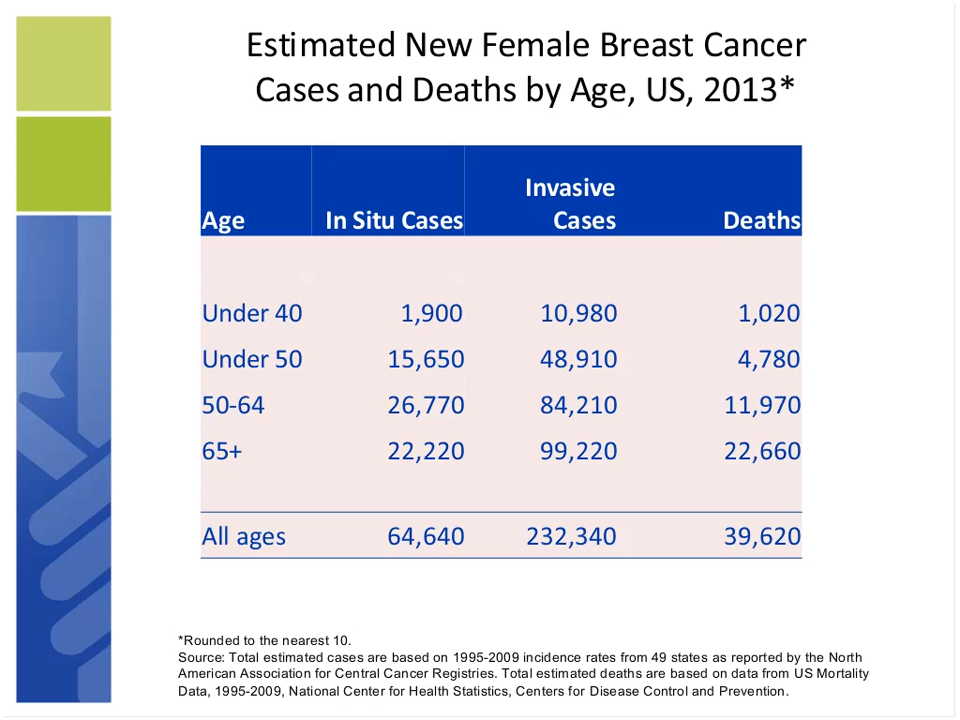 Estimated New Female Breast Cancer
Cases and Deaths by Age, US, 2013*
Age In Situ Cases Invasive Cases Deaths
Under 40 1,900 10,980 1,020
Under 50 15,650 48,910 4,780
50-64 26,770 84,210 11,970
65+ 22,220 99,220 22,660
All ages 64,640 232,340 39,620
*Rounded to the nearest 10.
Source: Total estimated cases are based on 1995-2009 incidence rates from 49 states as reported by the North
American Association for Central Cancer Registries. Total estimated deaths are based on data from US Mortality
Data, 1995-2009, National Center for Health Statistics, Centers for Disease Control and Prevention.